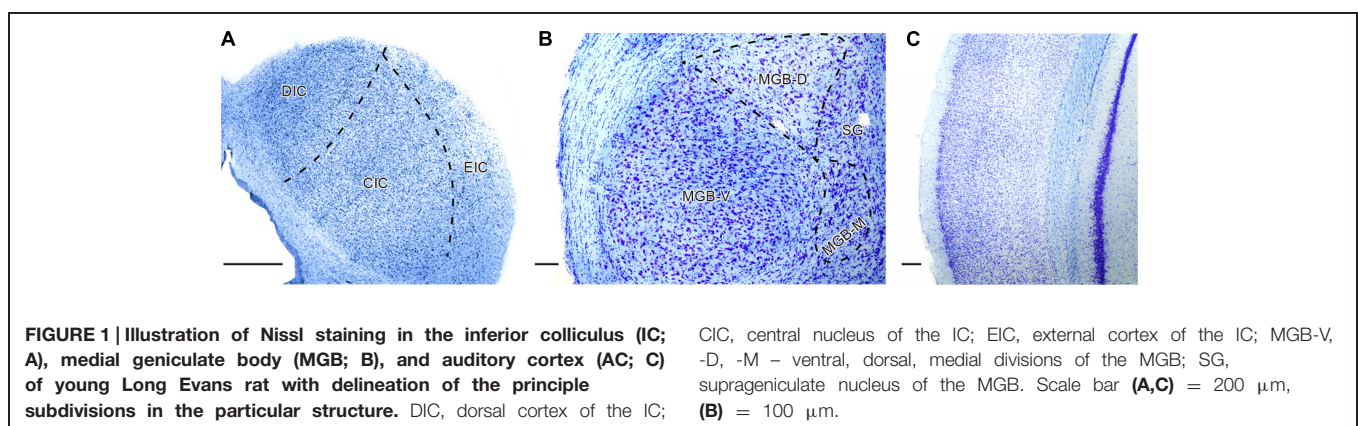 A
B
C
DIC
CIC
EIC
MGB-D
SG
MGB-V
MGB-M
FIGURE 1 | Illustration of Nissl staining in the inferior colliculus (IC;
A), medial geniculate body (MGB; B), and auditory cortex (AC; C)
of young Long Evans rat with delineation of the principle
subdivisions in the particular structure. DIC, dorsal cortex of the IC;
CIC, central nucleus of the IC; EIC, external cortex of the IC; MGB-V,
-D, -M – ventral, dorsal, medial divisions of the MGB; SG,
suprageniculate nucleus of the MGB. Scale bar (A,C) = 200 μm,
(B) = 100 μm.